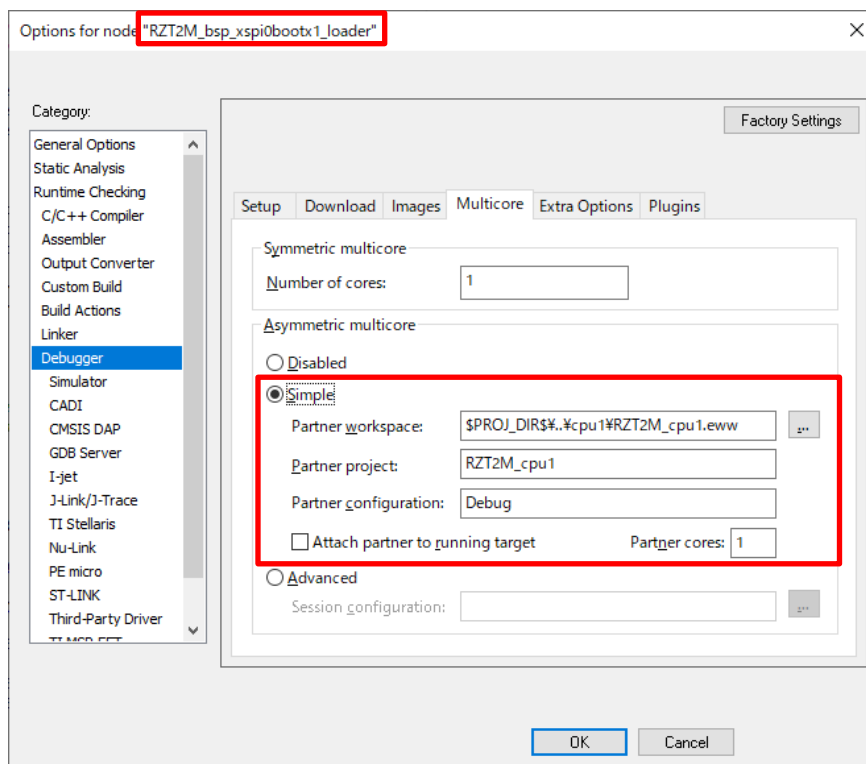 Options for node "RZT2M_bsp_xspi0bootx1_loader"
Category:
Factory Settings
General Options
Static Analysis
Runtime Checking
C/C++ Compiler
Assembler
Output Converter
Custom Build
Build Actions
Linker
Debugger
Simulator
CADI
CMSIS DAP
GDB Server
I-jet
J-Link/J-Trace
TI Stellaris
Nu-Link
PE micro
ST-LINK
Third-Party Driver
TI MSP-FET
Setup Download Images Multicore Extra Options Plugins
Symmetric multicore
Number of cores: 1
Asymmetric multicore
Disabled
Simple
Partner workspace: $PROJ_DIR$¥..¥cpu1¥RZT2M_cpu1.eww ...
Partner project: RZT2M_cpu1
Partner configuration: Debug
Attach partner to running target Partner cores: 1
Advanced
Session configuration: ...
OK Cancel